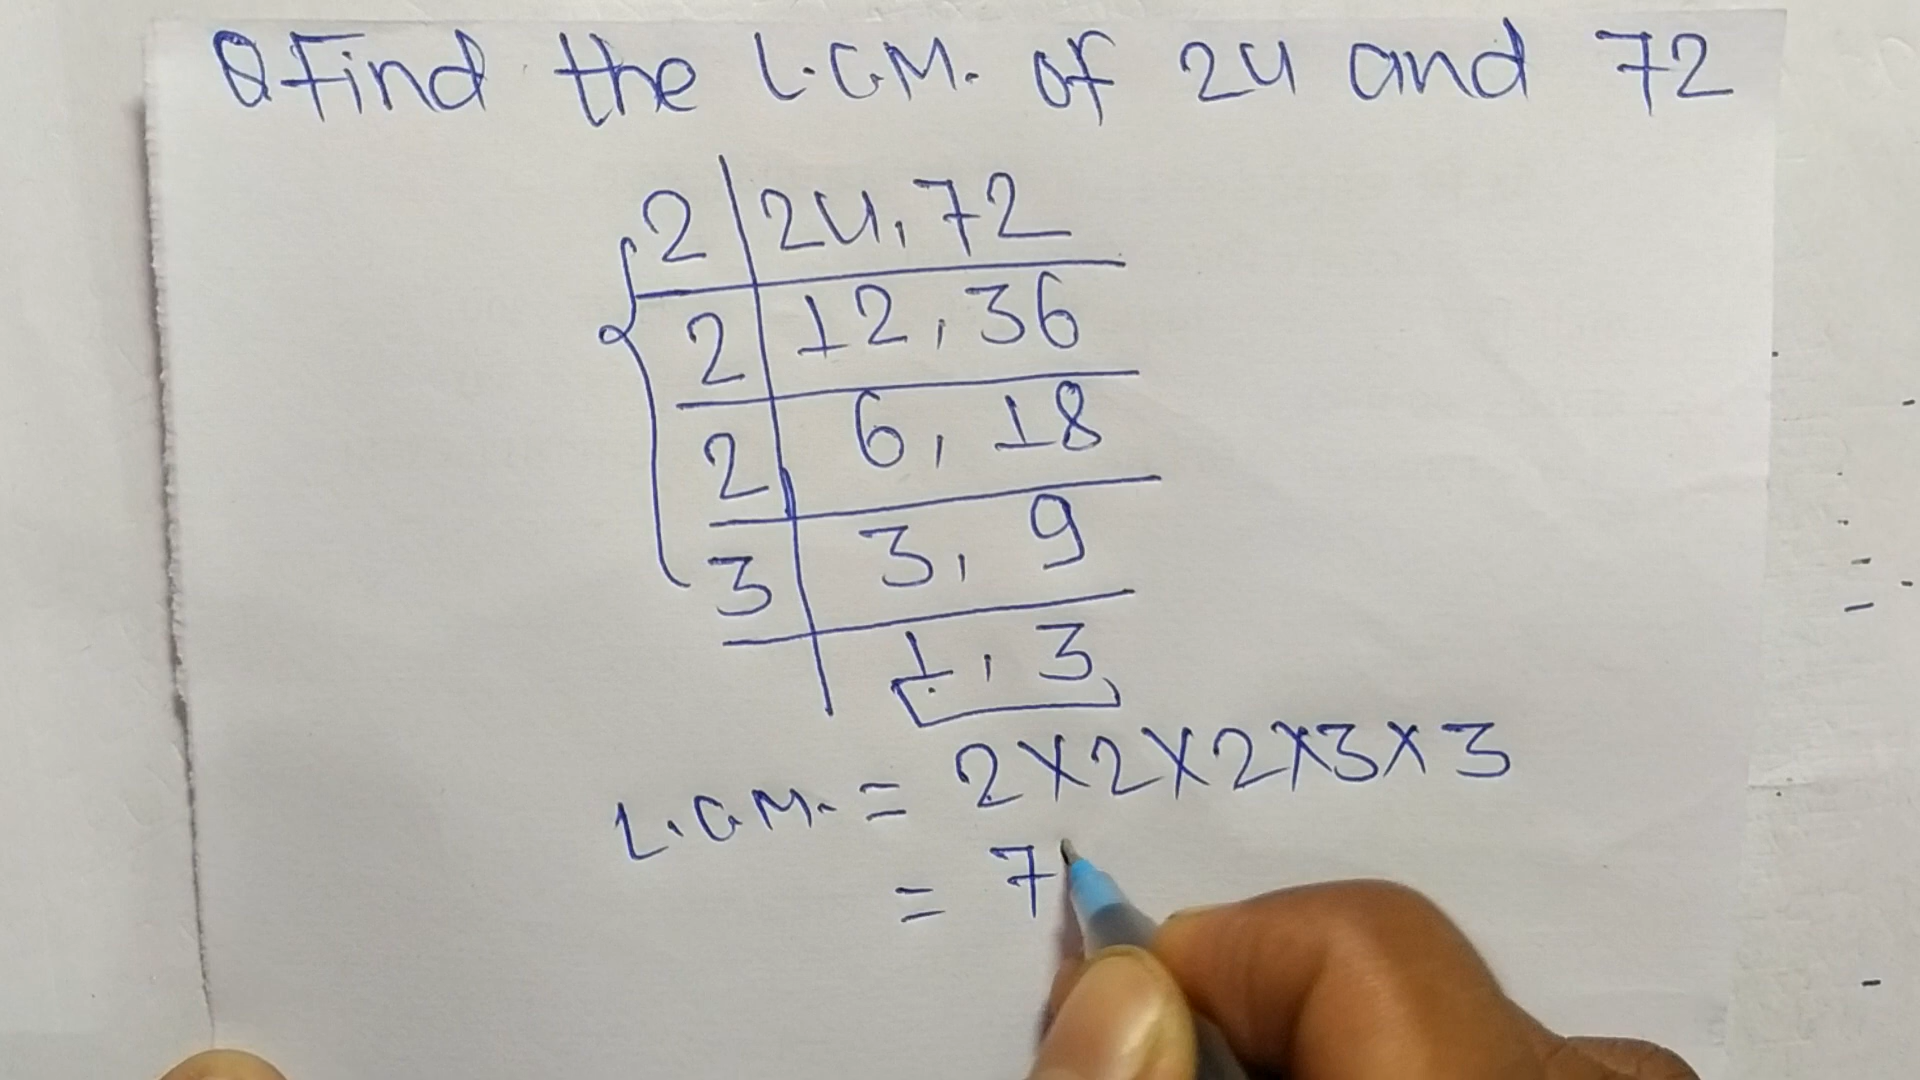 Q Find the L.C.M. of 24 and 72
2 | 24, 72
2 | 12, 36
2 | 6, 18
3 | 3, 9
1, 3
L.C.M. = 2 X 2 X 2 X 3 X 3
= 7